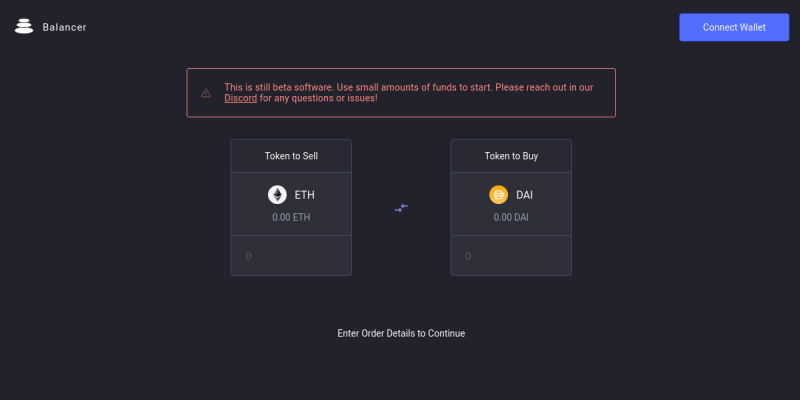 Balancer
Connect Wallet
This is still beta software. Use small amounts of funds to start. Please reach out in our
Discord for any questions or issues!
Token to Sell
Token to Buy
ETH
DAI
0.00 ETH
0.00 DAI
0
0
Enter Order Details to Continue